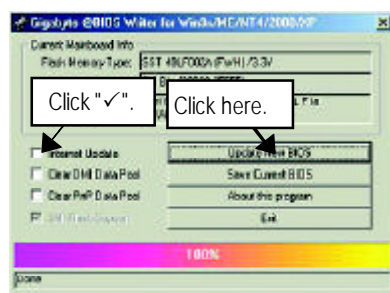 Gigabyte @BIOS Writer for Win9x/ME/NT4/2000/XP
Current Mainboard Info
Flash Memory Type: SST 49LF003A (FWH) /3.3V
Click "✓".
Click here.
Internet Update
Update New BIOS
Clear DMI Data Pool
Save Current BIOS
Clear PnP Data Pool
About this program
Exit
100%
Done